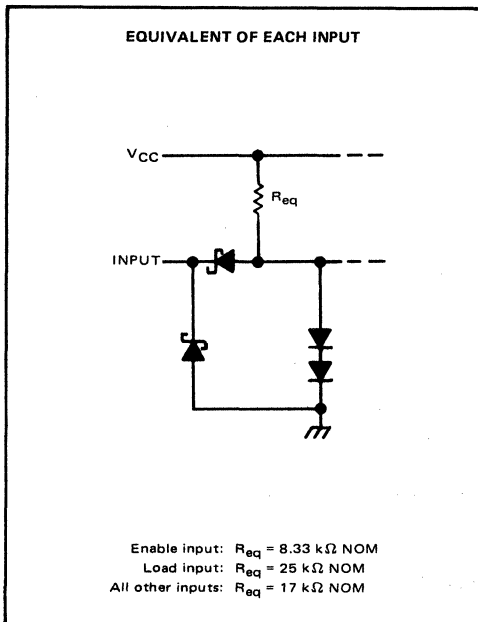 EQUIVALENT OF EACH INPUT
VCC
Req
INPUT
Enable input: Req = 8.33 kΩ NOM
Load input: Req = 25 kΩ NOM
All other inputs: Req = 17 kΩ NOM